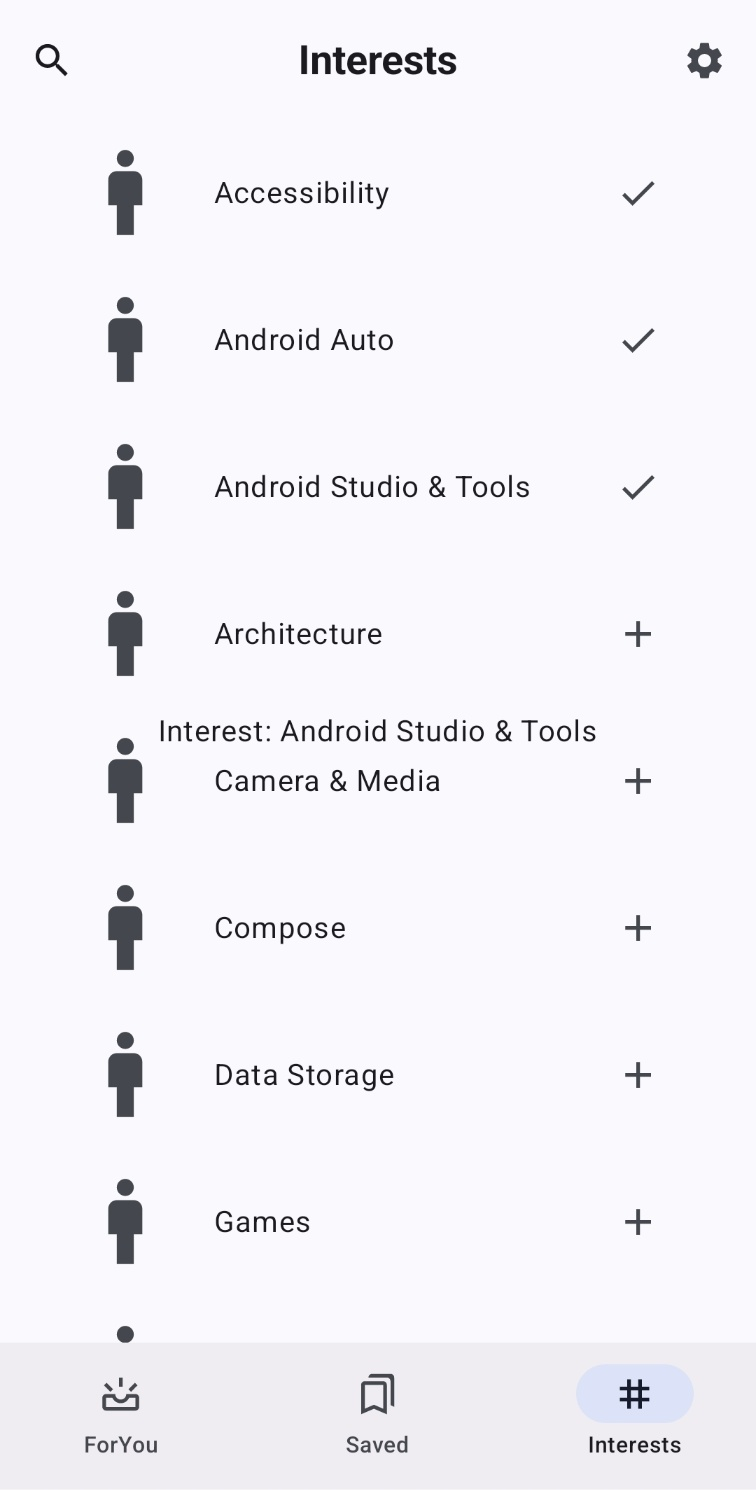 Interests
Accessibility
Android Auto
Android Studio & Tools
Architecture
Interest: Android Studio & Tools
Camera & Media
Compose
Data Storage
Games
ForYou
Saved
Interests